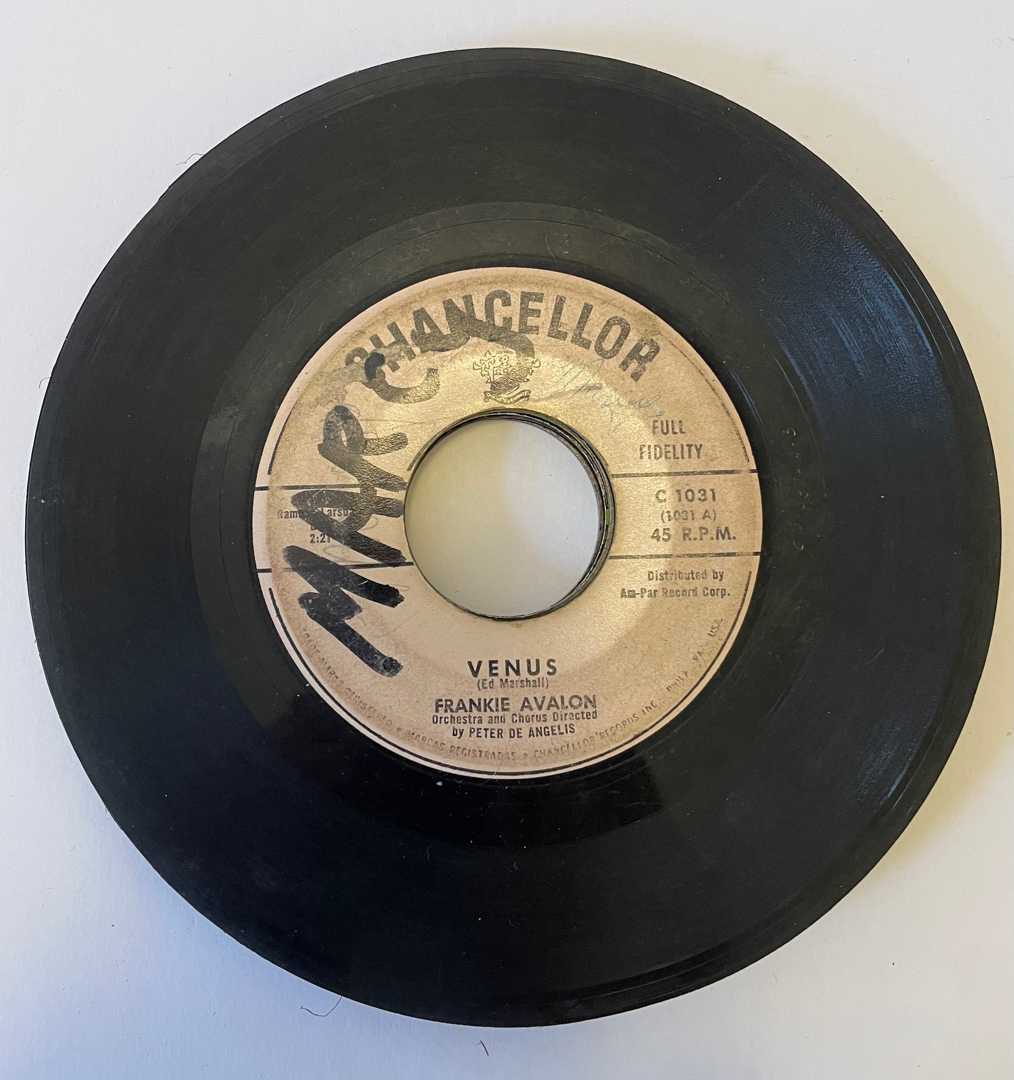 CHANCELLOR
FULL
FIDELITY
C 1031
(1031 A)
45 R.P.M.
2:21
Distributed by
Am-Par Record Corp.
VENUS
(Ed Marshall)
FRANKIE AVALON
Orchestra and Chorus Directed
by PETER DE ANGELIS
MARCAS REGISTRADAS • CHANCELLOR RECORDS INC. PHILA. PA. USA